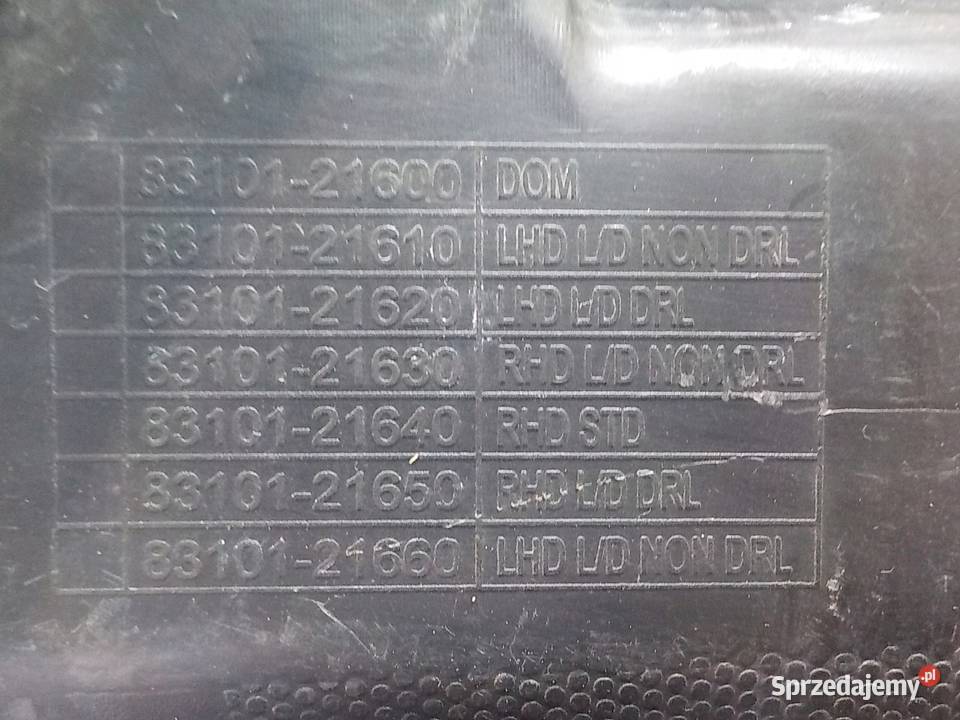 83101-21600 DOM
83101-21610 LHD L/D NON DRL
83101-21620 LHD L/D DRL
83101-21630 RHD L/D NON DRL
83101-21640 RHD STD
83101-21650 RHD L/D DRL
83101-21660 LHD L/D NON DRL
Sprzedajemy.pl